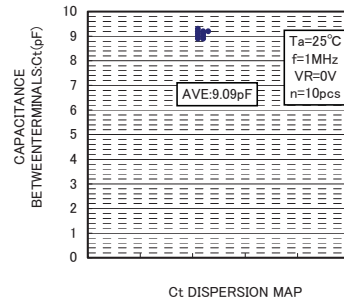 CAPACITANCE
BETWEENTERMINALS:Ct(pF)
10
9
8
7
6
5
4
3
2
1
0
Ta=25℃
f=1MHz
VR=0V
n=10pcs
AVE:9.09pF
Ct DISPERSION MAP